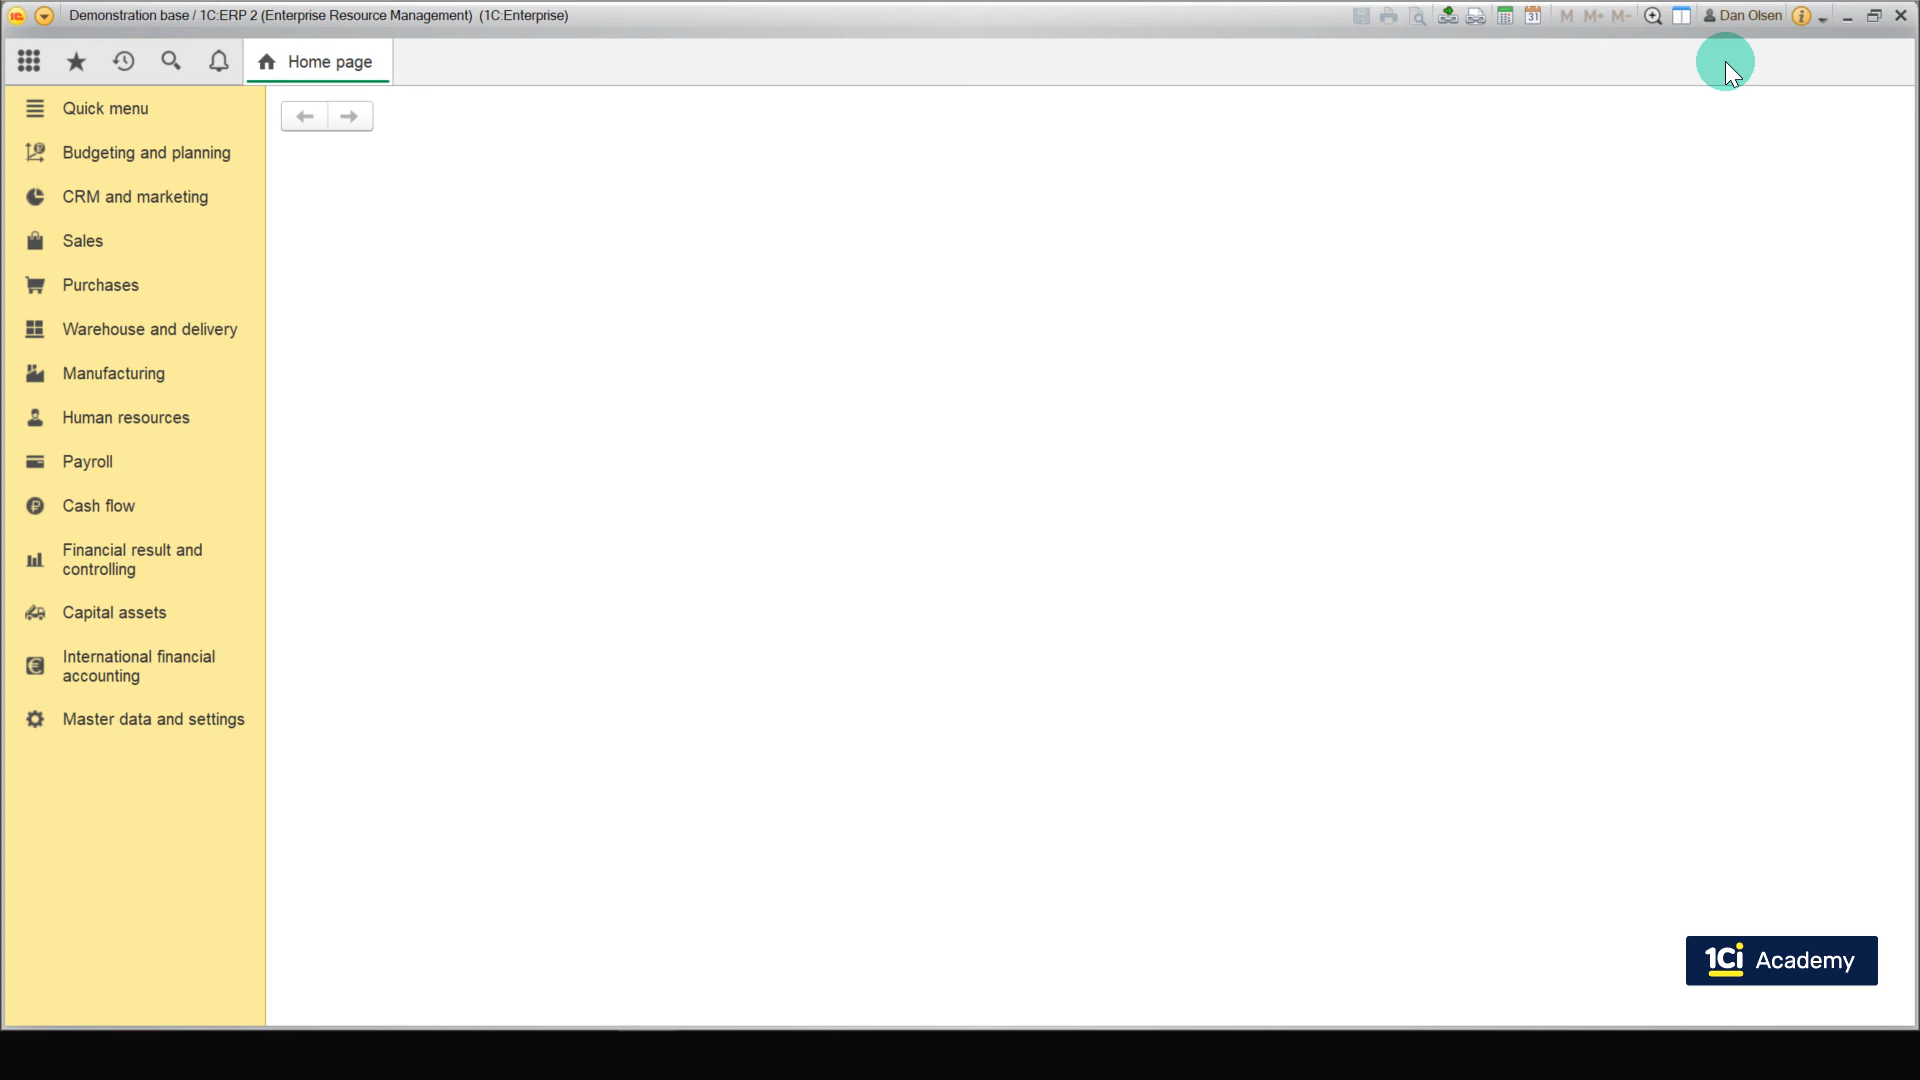 Demonstration base / 1C:ERP 2 (Enterprise Resource Management) (1C:Enterprise)
31
M M+ M-
Dan Olsen
Home page
Quick menu
Budgeting and planning
CRM and marketing
Sales
Purchases
Warehouse and delivery
Manufacturing
Human resources
Payroll
Cash flow
Financial result and
controlling
Capital assets
International financial
accounting
Master data and settings
1Ci Academy